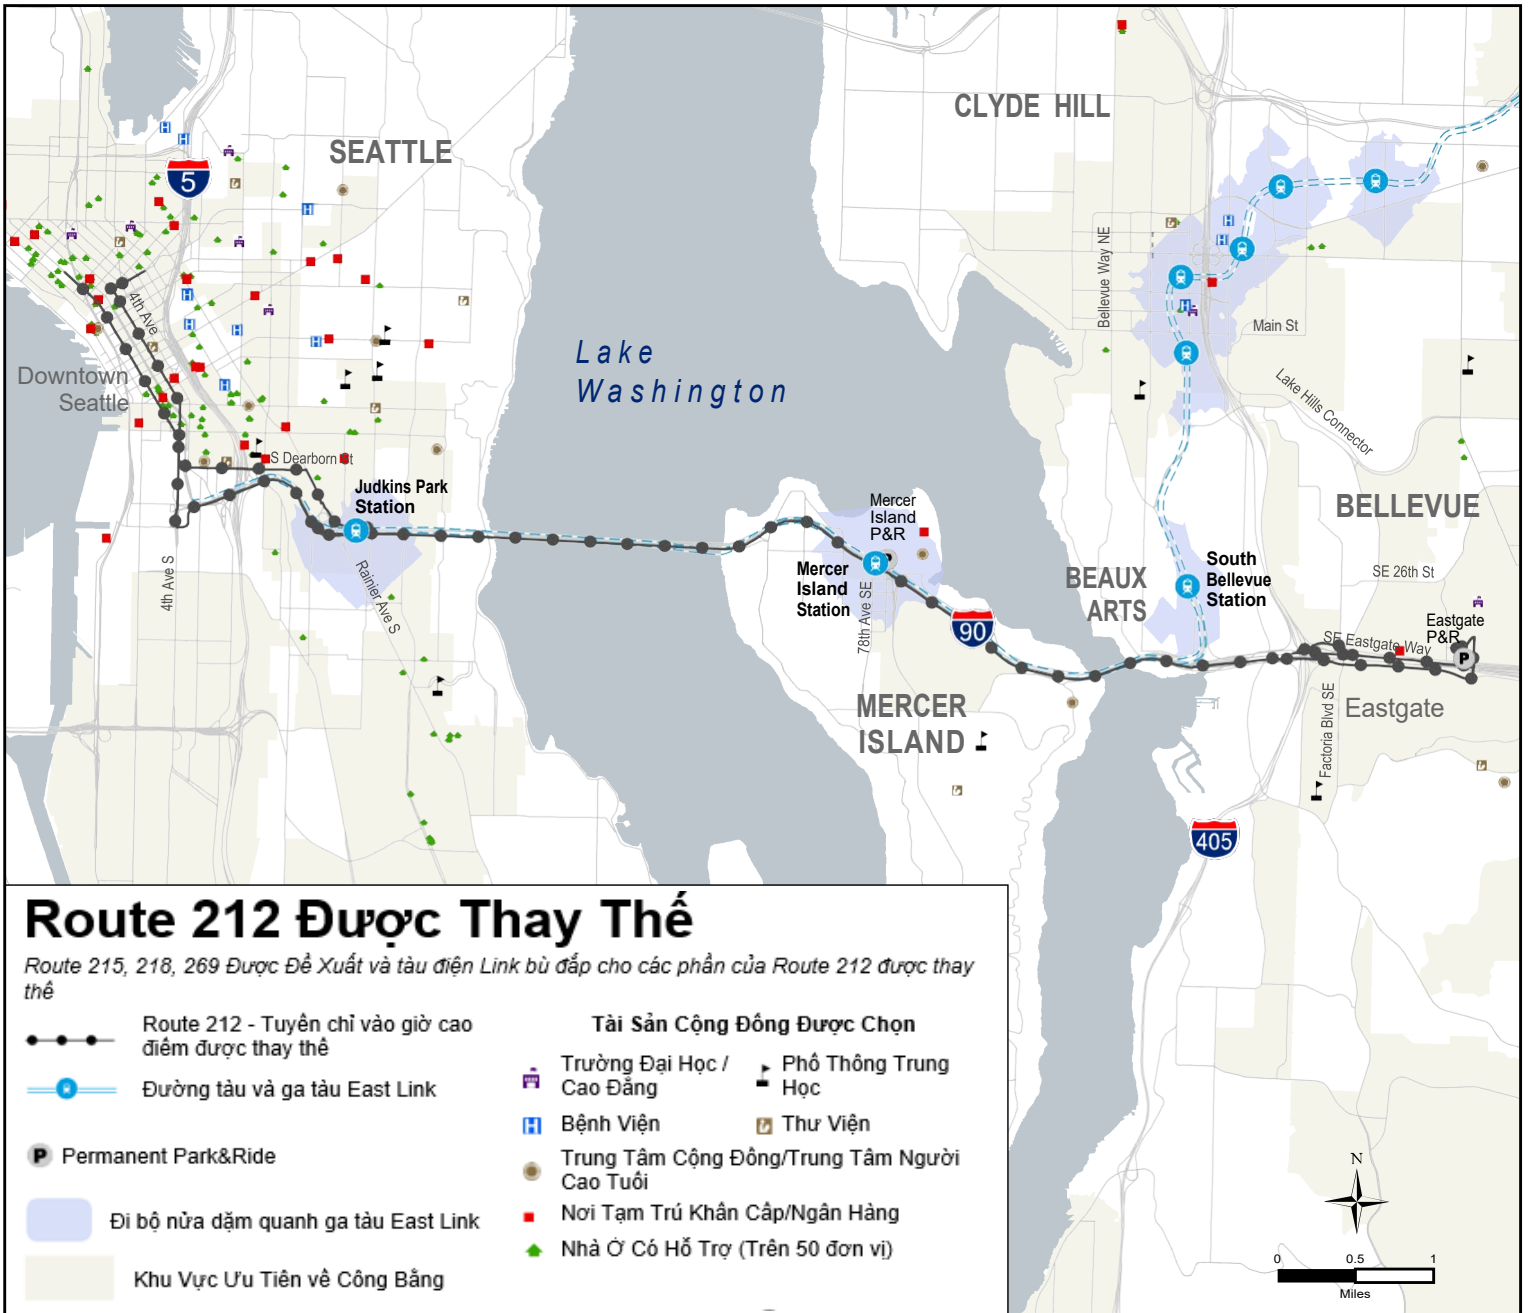 CLYDE HILL
SEATTLE
5
Bellevue Way NE
4th Ave
Main St
Lake
Washington
Downtown
Seattle
Lake Hills Connector
S Dearborn St
Judkins Park
Station
Mercer
Island
P&R
BELLEVUE
4th Ave S
Rainier Ave S
Mercer
Island
Station
78th Ave SE
90
BEAUX
ARTS
South
Bellevue
Station
SE 26th St
Eastgate
P&R
SE Eastgate Way
P
MERCER
ISLAND
Factoria Blvd SE
Eastgate
405
Route 212 Được Thay Thế
Route 215, 218, 269 Được Đề Xuất và tàu điện Link bù đắp cho các phần của Route 212 được thay
thế
Route 212 - Tuyến chỉ vào giờ cao
điểm được thay thế
Đường tàu và ga tàu East Link
P Permanent Park&Ride
Đi bộ nửa dặm quanh ga tàu East Link
Khu Vực Ưu Tiên về Công Bằng
Tài Sản Cộng Đồng Được Chọn
Trường Đại Học /
Cao Đẳng
Phổ Thông Trung
Học
H Bệnh Viện
Thư Viện
Trung Tâm Cộng Đồng/Trung Tâm Người
Cao Tuổi
Nơi Tạm Trú Khẩn Cấp/Ngân Hàng
Nhà Ở Có Hỗ Trợ (Trên 50 đơn vị)
N
0 0.5 1
Miles